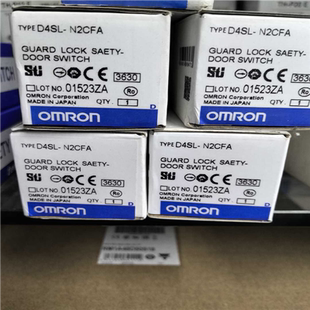 TYPE D4SL- N2CFA
GUARD LOCK SAETY-
DOOR SWITCH
3630
LOT NO. 01523ZA
OMRON Corporation
MADE IN JAPAN QTY. 1
OMRON
D
TYPE D4SL- N2CFA
GUARD LOCK SAETY-
DOOR SWITCH
3630
LOT NO. 01523ZA
OMRON Corporation
MADE IN JAPAN QTY. 1
OMRON
TYPE D4SL- N2CFA
GUARD LOCK SAETY-
DOOR SWITCH
3630
LOT NO. 01523ZA
OMRON Corporation
MADE IN JAPAN QTY. 1
OMRON
D
TYPE D4SL- N2CFA
GUARD LOCK SAETY-
DOOR SWITCH
3630
LOT NO. 01523ZA
OMRON Corporation
MADE IN JAPAN QTY. 1
OMRON
D